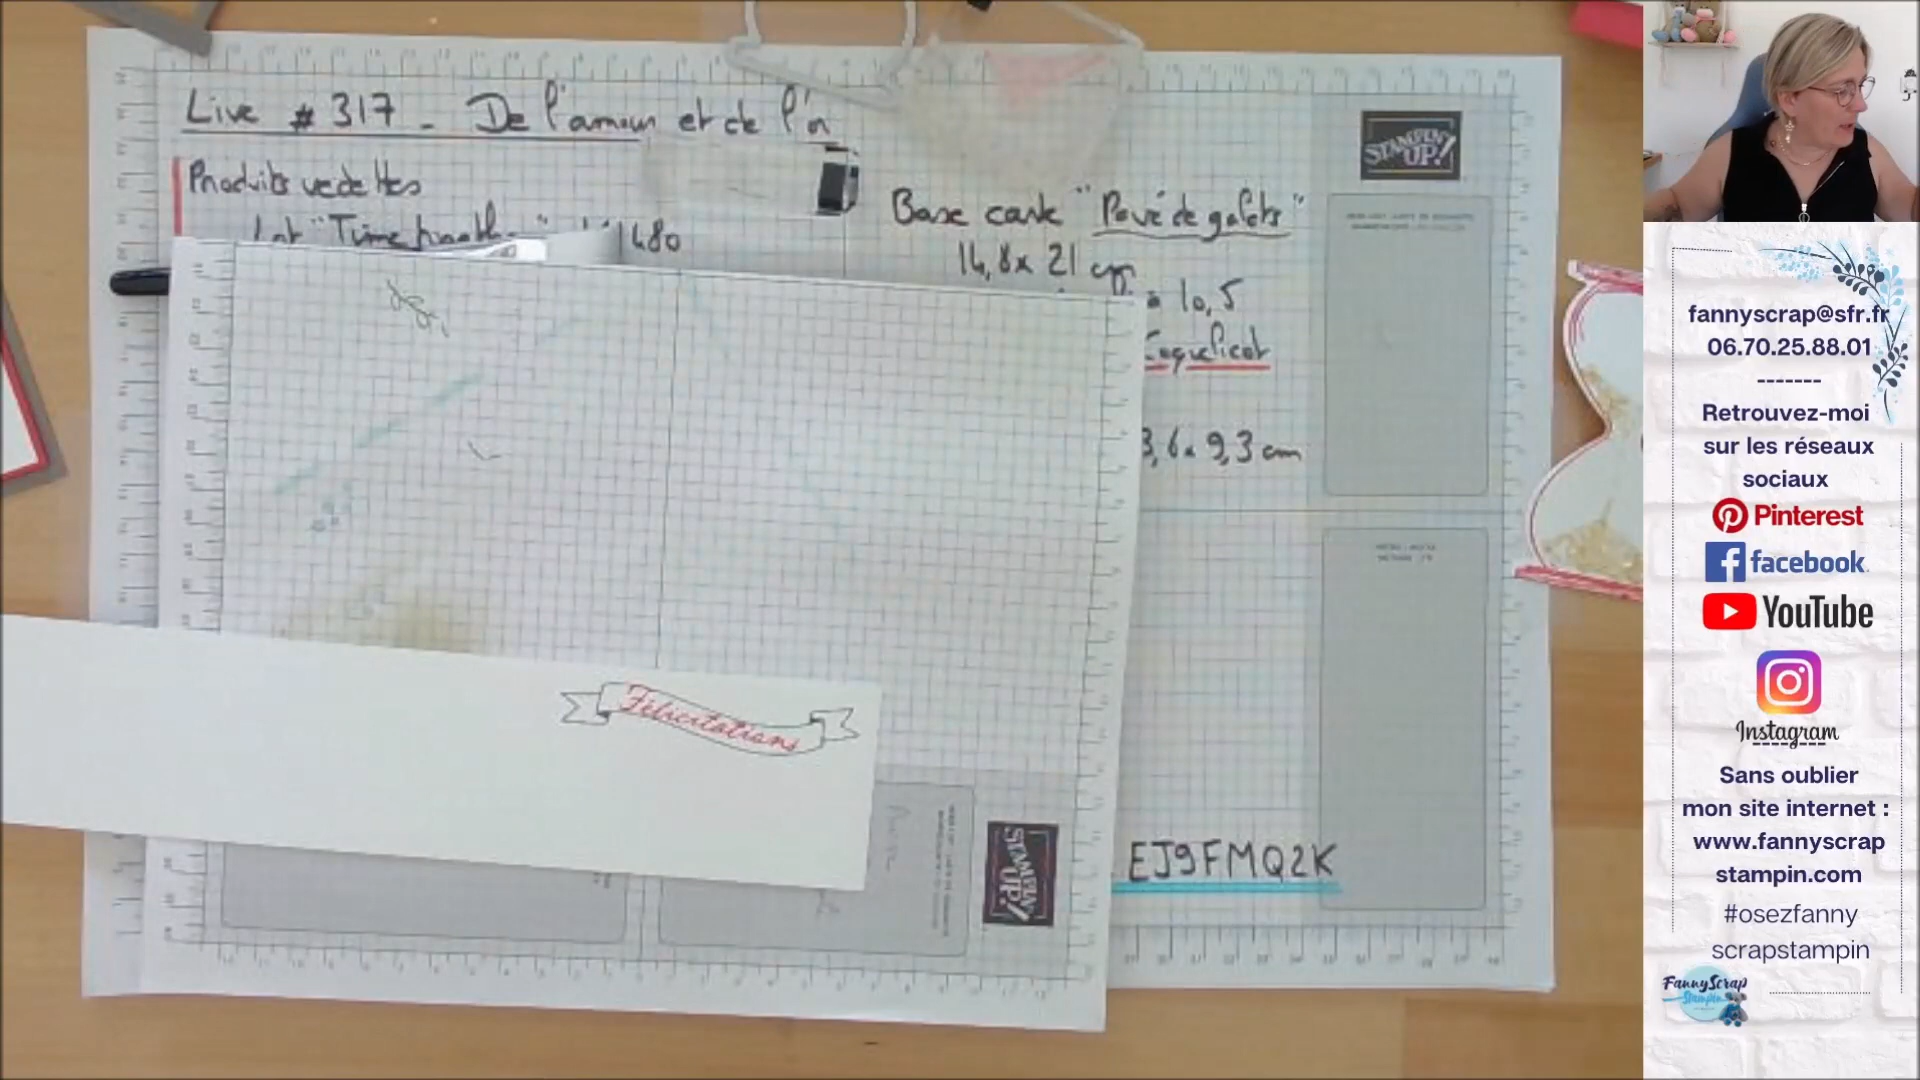 Live # 317 - De l'amour et de l'or
Produits vedettes
Lot "
1480
Base carte "Pavé de galets"
14,8 x 21 cm
à 10,5
Coquelicot
3,6 x 9,3 cm
EJ9FMQ2K
Félicitations
STAMPIN' UP!
STAMPIN' UP!
fannyscrap@sfr.fr
06.70.25.88.01
-------
Retrouvez-moi
sur les réseaux
sociaux
Pinterest
facebook
YouTube
Instagram
-------
Sans oublier
mon site internet :
www.fannyscrap
stampin.com
#osezfanny
scrapstampin
FannyScrap
Stampin